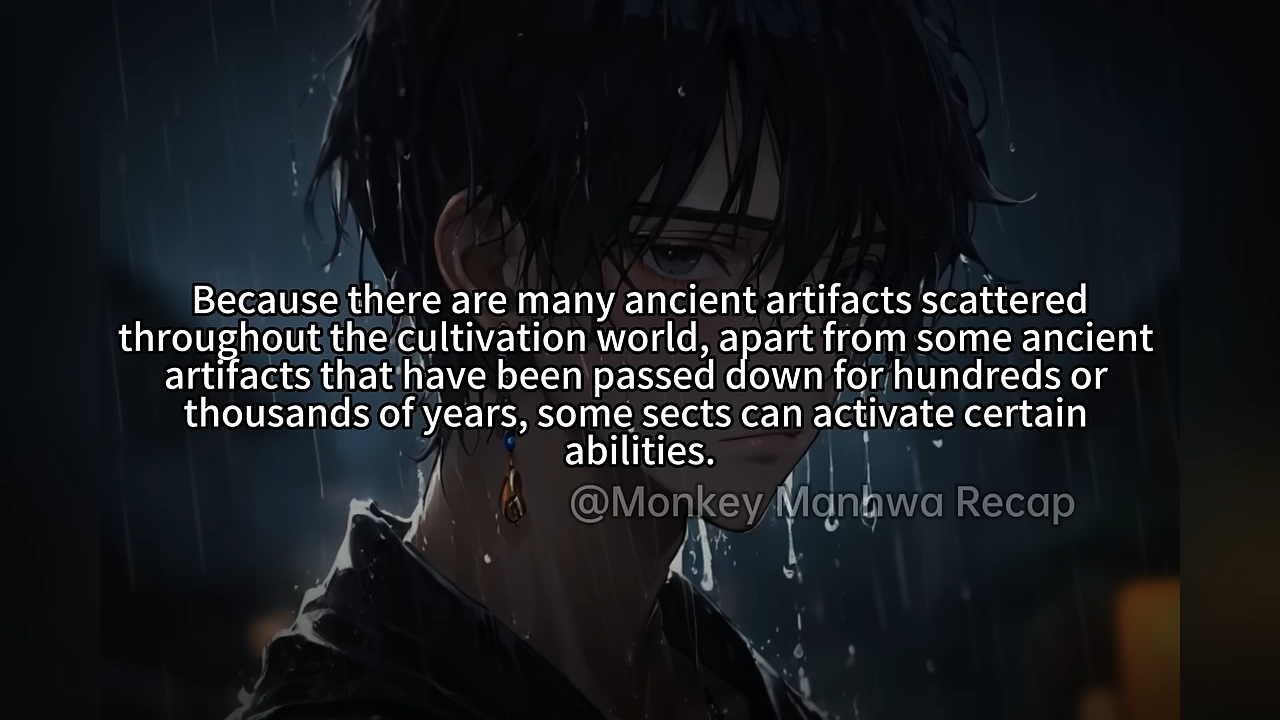 Because there are many ancient artifacts scattered
throughout the cultivation world, apart from some ancient
artifacts that have been passed down for hundreds or
thousands of years, some sects can activate certain
abilities.
@Monkey Manhwa Recap